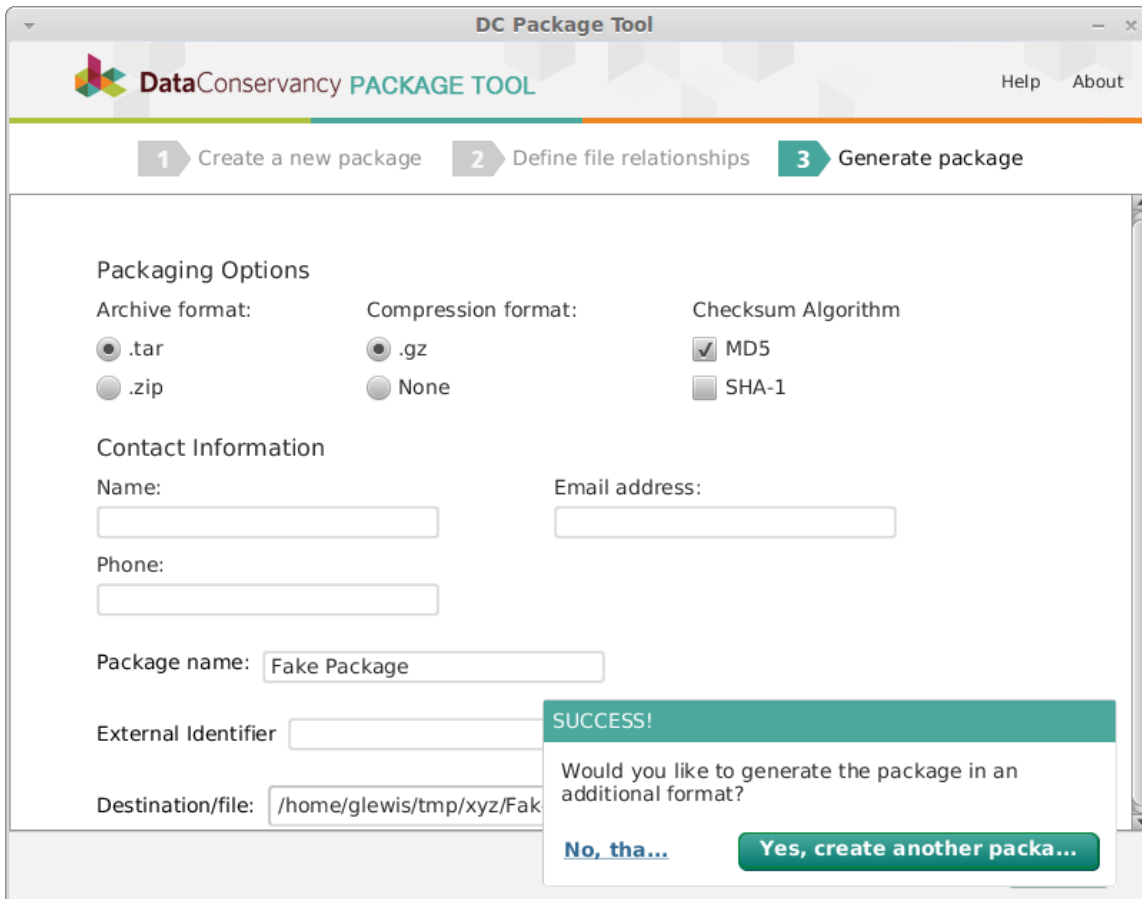 DC Package Tool
DataConservancy PACKAGE TOOL
Help About
1 Create a new package 2 Define file relationships 3 Generate package
Packaging Options
Archive format: Compression format: Checksum Algorithm
.tar .gz MD5
.zip None SHA-1
Contact Information
Name: Email address:
Phone:
Package name: Fake Package
External Identifier
SUCCESS!
Would you like to generate the package in an
additional format?
Destination/file: /home/glewis/tmp/xyz/Fak
No, tha... Yes, create another packa...